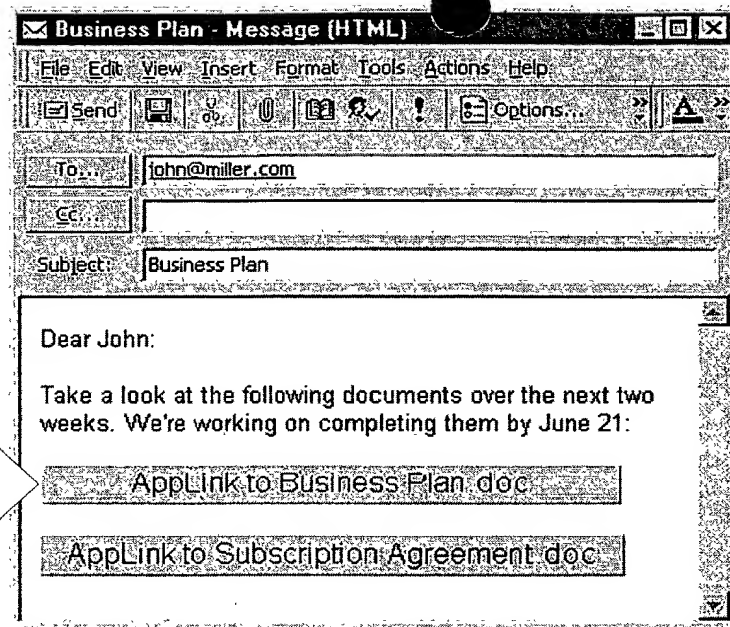 Business Plan - Message (HTML)
File Edit View Insert Format Tools Actions Help
Send Options... A
To... john@miller.com
Cc...
Subject: Business Plan
Dear John:
Take a look at the following documents over the next two
weeks. We're working on completing them by June 21:
AppLink to Business Plan.doc
AppLink to Subscription Agreement.doc